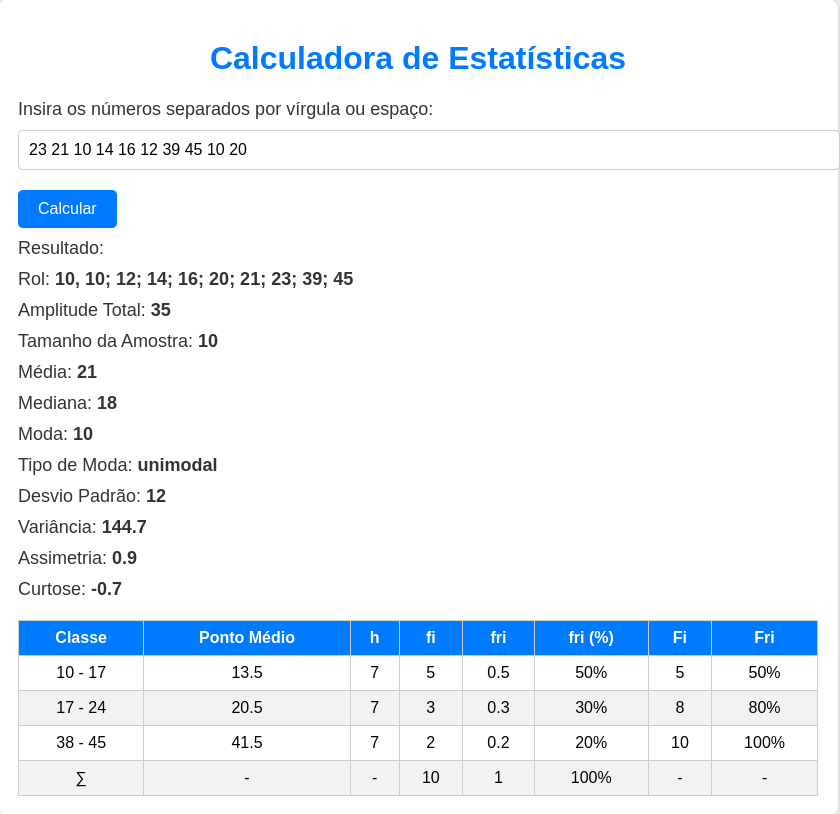 Calculadora de Estatísticas
Insira os números separados por vírgula ou espaço:
23 21 10 14 16 12 39 45 10 20
Calcular
Resultado:
Rol: 10, 10; 12; 14; 16; 20; 21; 23; 39; 45
Amplitude Total: 35
Tamanho da Amostra: 10
Média: 21
Mediana: 18
Moda: 10
Tipo de Moda: unimodal
Desvio Padrão: 12
Variância: 144.7
Assimetria: 0.9
Curtose: -0.7
Classe Ponto Médio h fi fri fri (%) Fi Fri
10 - 17 13.5 7 5 0.5 50% 5 50%
17 - 24 20.5 7 3 0.3 30% 8 80%
38 - 45 41.5 7 2 0.2 20% 10 100%
∑ - - 10 1 100% - -